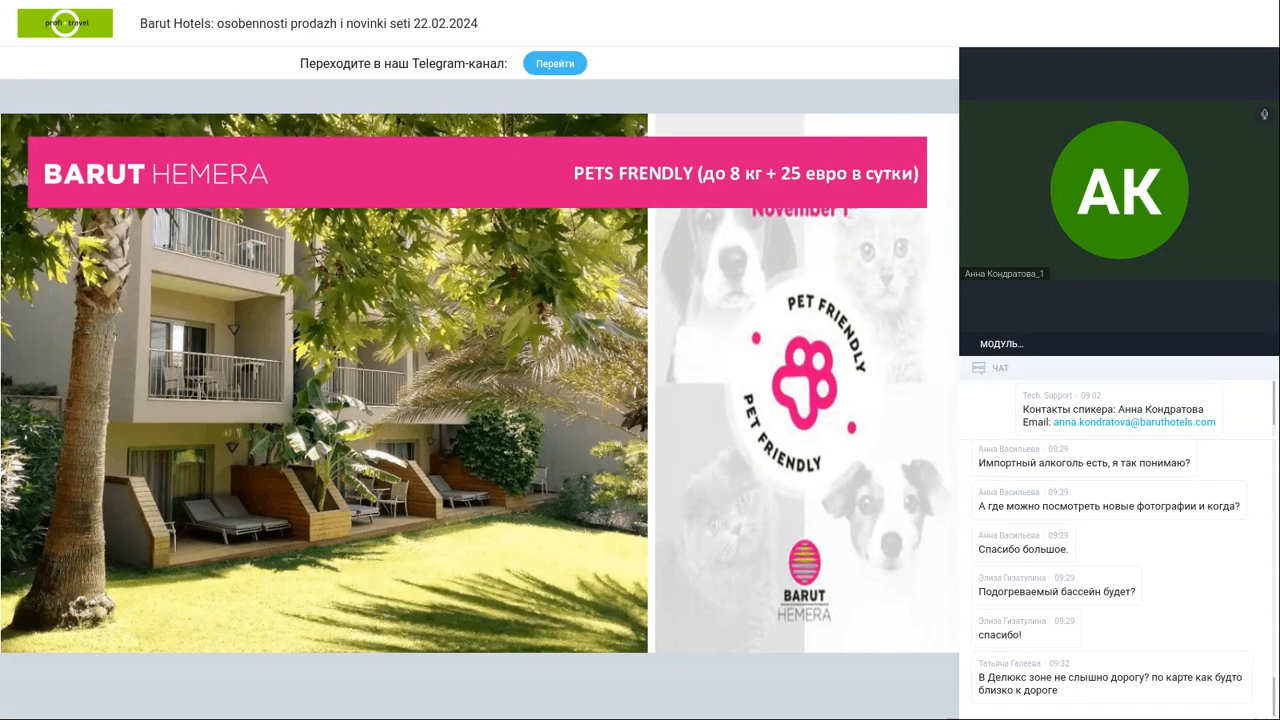 profi travel
Barut Hotels: osobennosti prodazh i novinki seti 22.02.2024
Переходите в наш Telegram-канал:
Перейти
BARUT HEMERA
PETS FRENDLY (до 8 кг + 25 евро в сутки)
November 1
PET FRIENDLY
PET FRIENDLY
BARUT
HEMERA
AK
Анна Кондратова_1
МОДУЛЬ…
ЧАТ
Tech. Support · 09:02
Контакты спикера: Анна Кондратова
Email: anna.kondratova@baruthotels.com
Анна Васильева · 09:29
Импортный алкоголь есть, я так понимаю?
Анна Васильева · 09:29
А где можно посмотреть новые фотографии и когда?
Анна Васильева · 09:29
Спасибо большое.
Элиза Гизатулина · 09:29
Подогреваемый бассейн будет?
Элиза Гизатулина · 09:29
спасибо!
Татьяна Галеева · 09:32
В Делюкс зоне не слышно дорогу? по карте как будто
близко к дороге